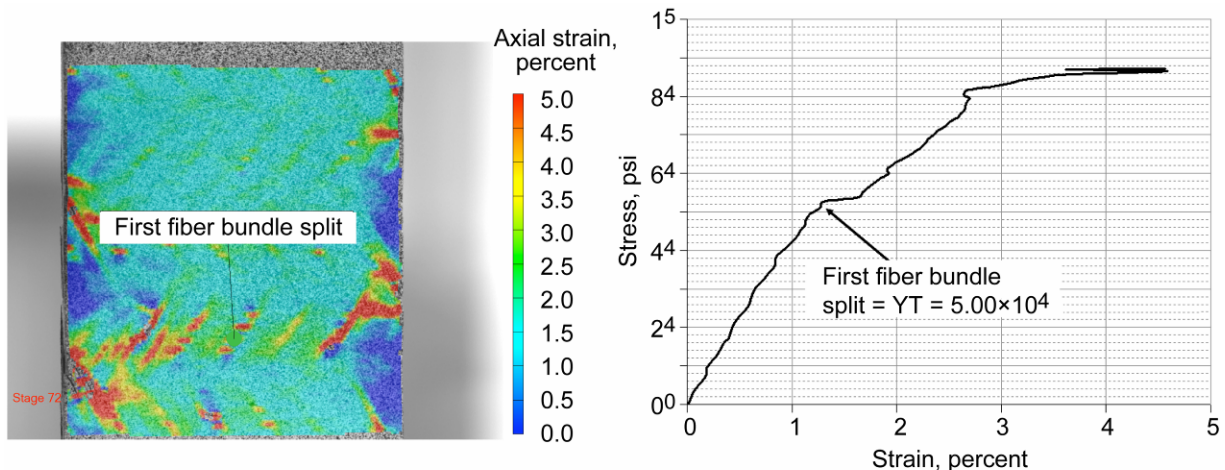 Axial strain,
percent
5.0
4.5
4.0
3.5
3.0
2.5
2.0
1.5
1.0
0.5
0.0
First fiber bundle split
Stage 72
15
84
64
44
24
00
Stress, psi
First fiber bundle
split = YT = 5.00×104
0
1
2
3
4
5
Strain, percent